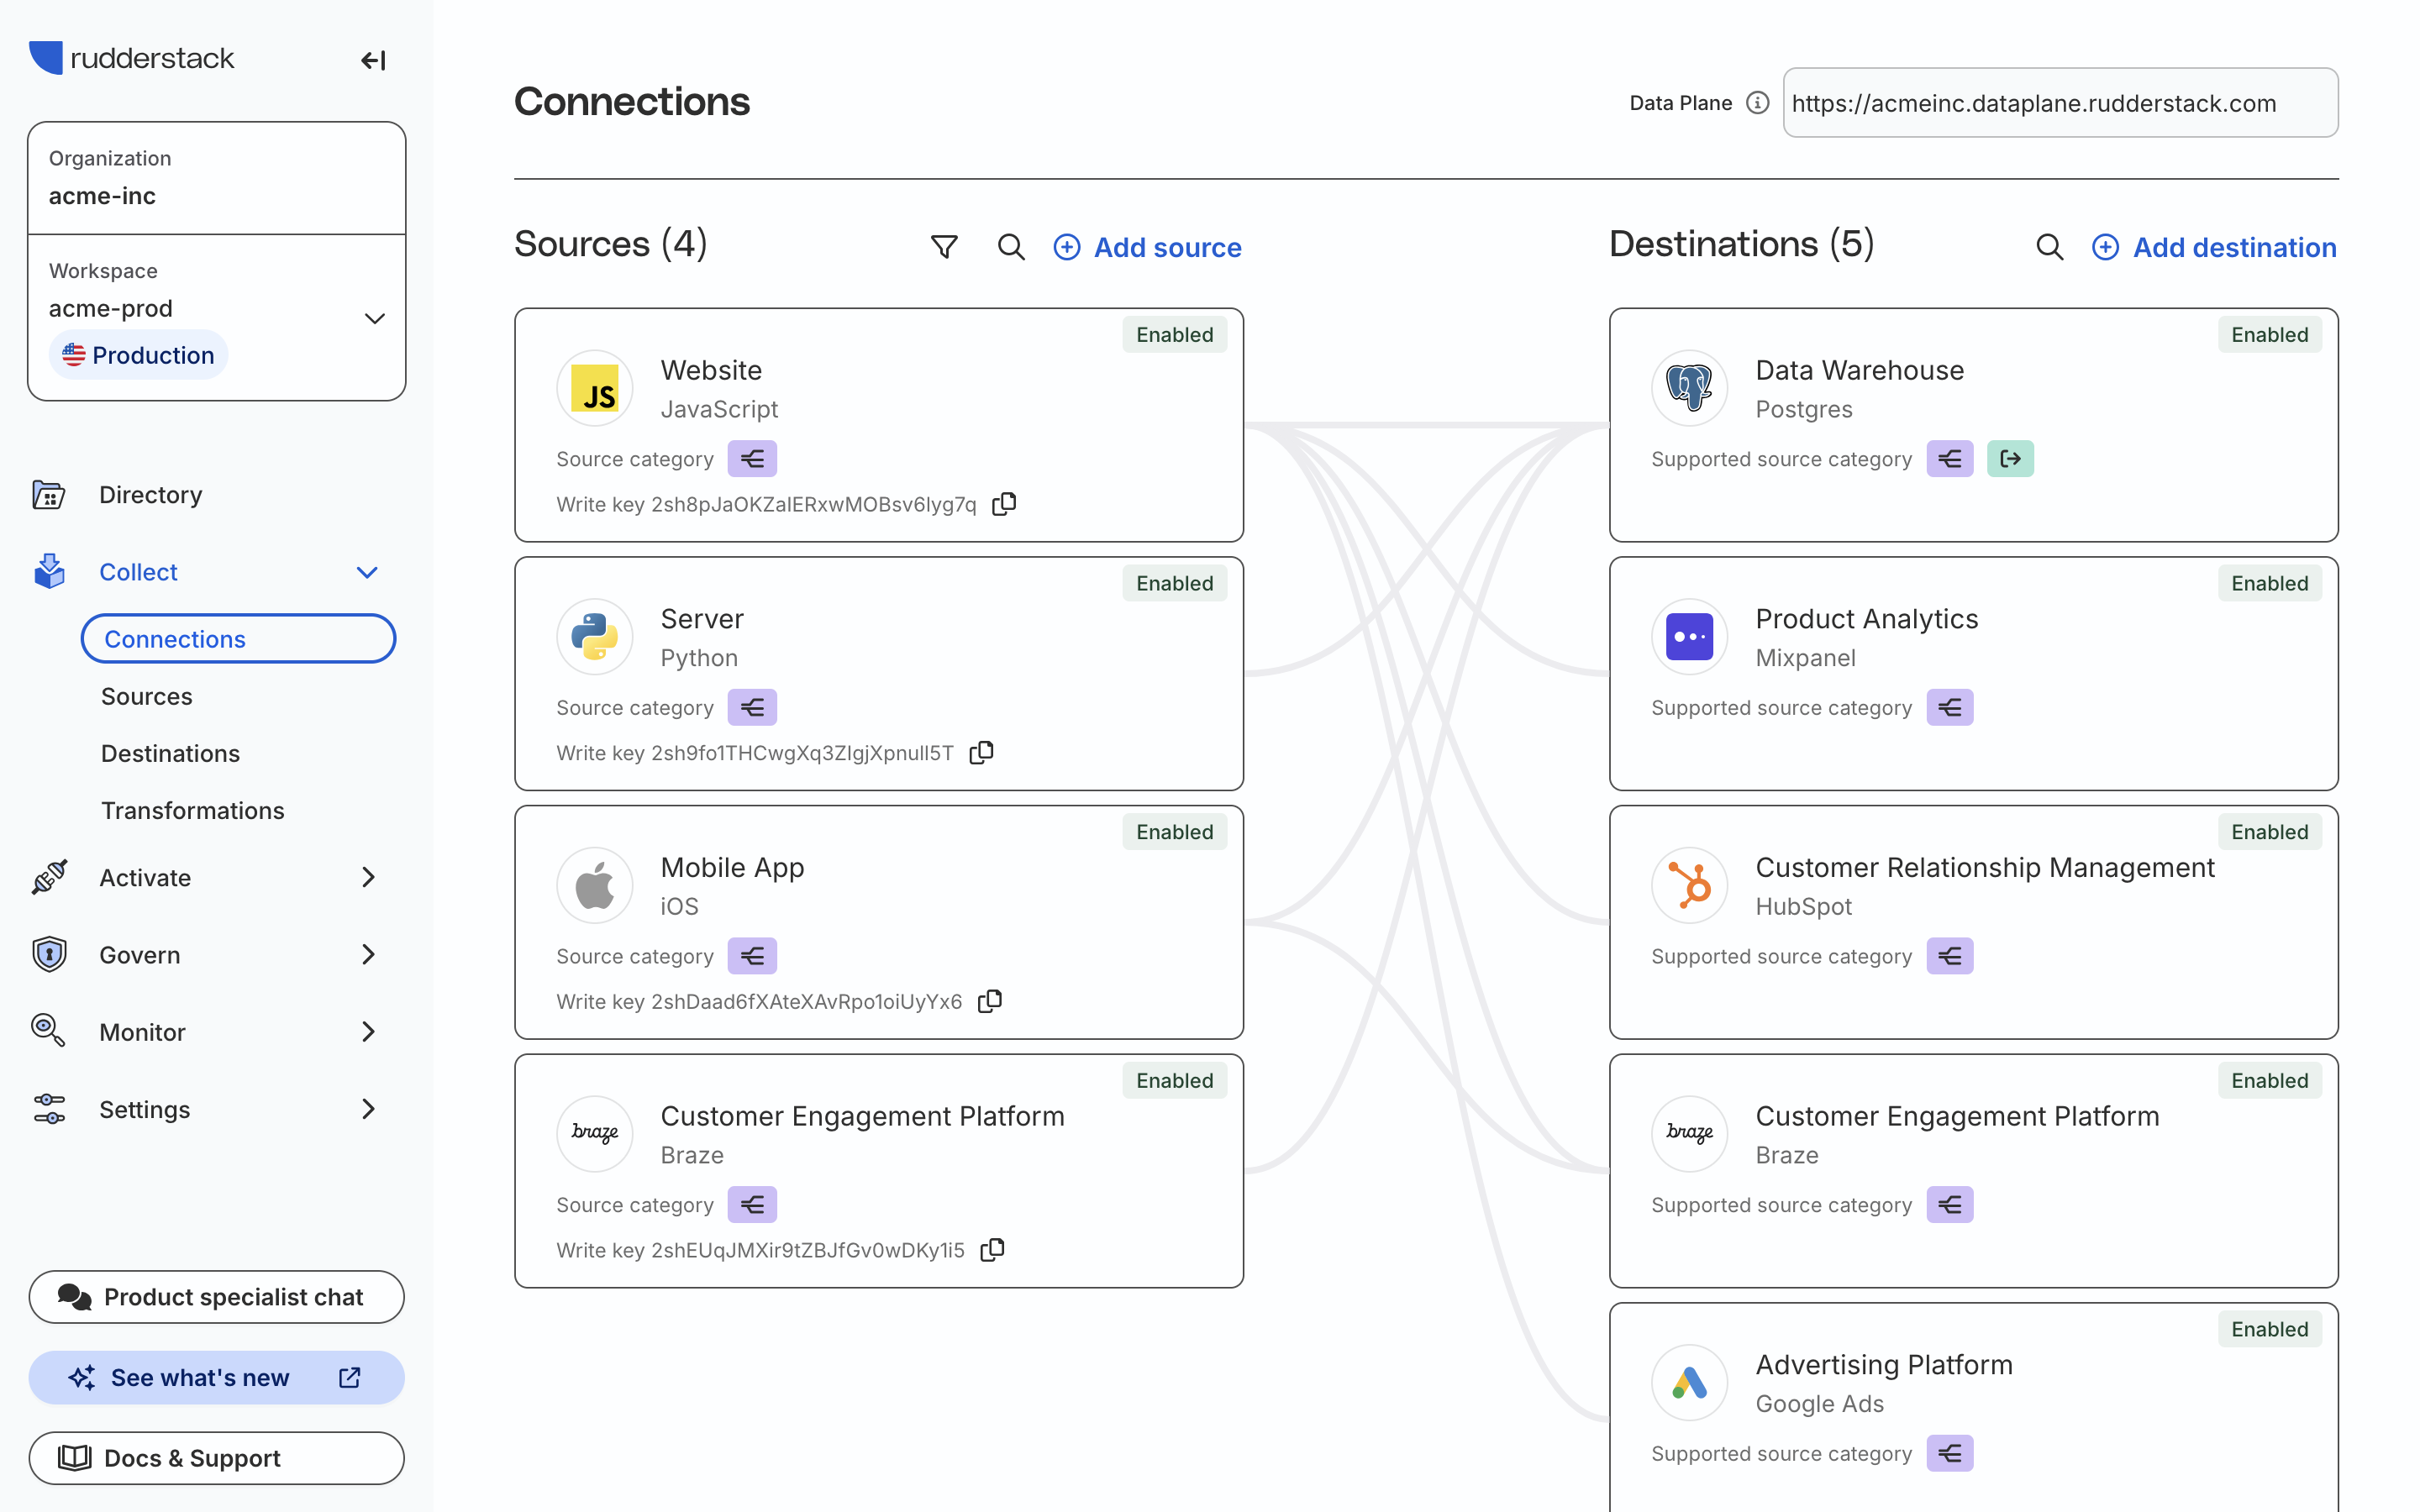 rudderstack
Organization
acme-inc
Workspace
acme-prod
Production
Directory
Collect
Connections
Sources
Destinations
Transformations
Activate
Govern
Monitor
Settings
Product specialist chat
See what's new
Docs & Support
Connections
Data Plane
https://acmeinc.dataplane.rudderstack.com
Sources (4)
Add source
Enabled
JS
Website
JavaScript
Source category
Write key 2sh8pJaOKZaIERxwMOBsv6Iyg7q
Enabled
Server
Python
Source category
Write key 2sh9fo1THCwgXq3ZIgjXpnuII5T
Enabled
Mobile App
iOS
Source category
Write key 2shDaad6fXAteXAvRpo1oiUyYx6
Enabled
braze
Customer Engagement Platform
Braze
Source category
Write key 2shEUqJMXir9tZBJfGv0wDKy1i5
Destinations (5)
Add destination
Enabled
Data Warehouse
Postgres
Supported source category
Enabled
Product Analytics
Mixpanel
Supported source category
Enabled
Customer Relationship Management
HubSpot
Supported source category
Enabled
braze
Customer Engagement Platform
Braze
Supported source category
Enabled
Advertising Platform
Google Ads
Supported source category